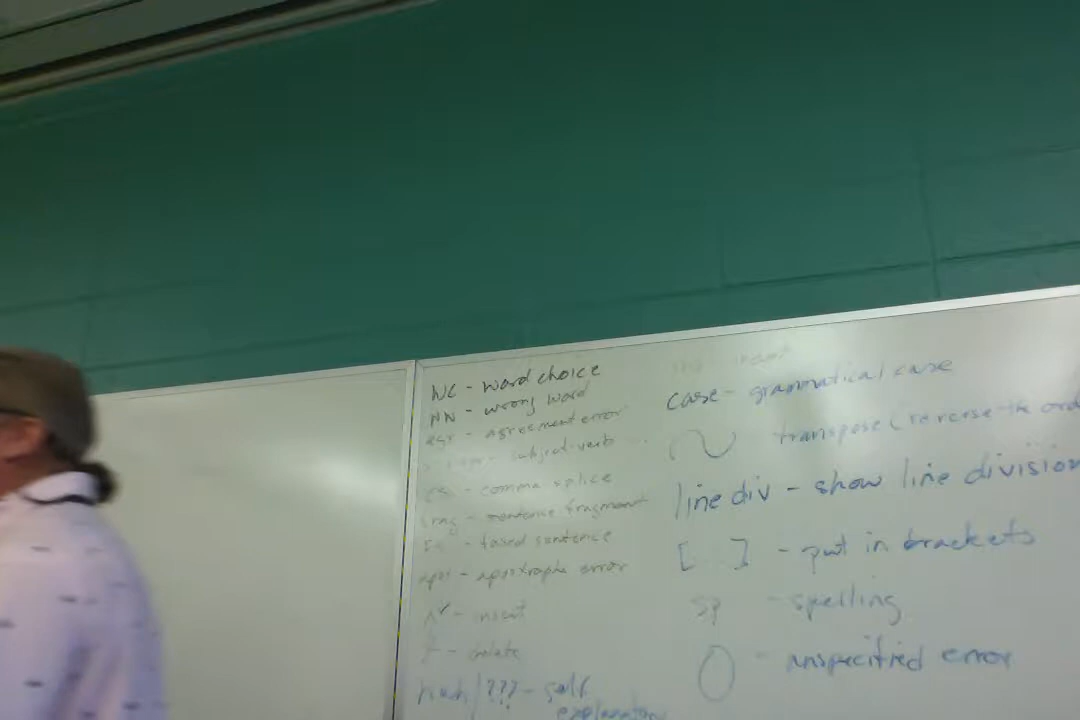 WC - word choice
WW - wrong word
agr - agreement error
subject-verb
cs - comma splice
frag - sentence fragment
fs - fused sentence
apos - apostrophe error
insert
delete
huh/??? - self
explanatory
indent
case - grammatical case
transpose (reverse the ord
line div - show line division
[ ] - put in brackets
sp - spelling
- unspecified error